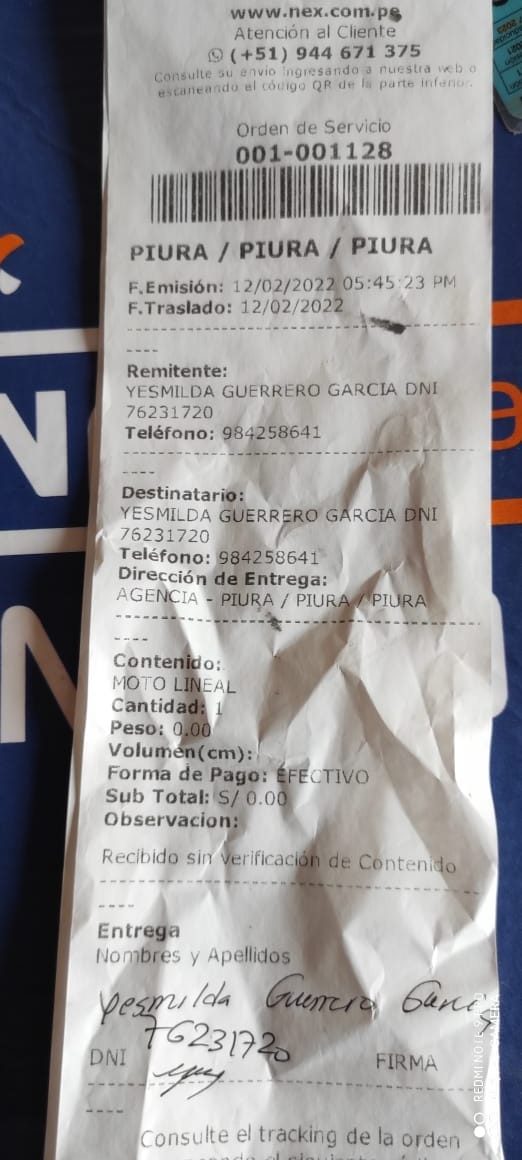 www.nex.com.pe
Atención al Cliente
(+51) 944 671 375
Consulte su envío ingresando a nuestra web o
escaneando el código QR de la parte inferior.
Orden de Servicio
001-001128
PIURA / PIURA / PIURA
F.Emisión: 12/02/2022 05:45:23 PM
F.Traslado: 12/02/2022
----
Remitente:
YESMILDA GUERRERO GARCIA DNI
76231720
Teléfono: 984258641
----
Destinatario:
YESMILDA GUERRERO GARCIA DNI
76231720
Teléfono: 984258641
Dirección de Entrega:
AGENCIA - PIURA / PIURA / PIURA
----
Contenido:
MOTO LINEAL
Cantidad: 1
Peso: 0.00
Volumen(cm):
Forma de Pago: EFECTIVO
Sub Total: S/ 0.00
Observacion:
Recibido sin verificación de Contenido
----
Entrega
Nombres y Apellidos
Yesmilda Guerrero Garcia
76231720
DNI FIRMA
----
Consulte el tracking de la orden